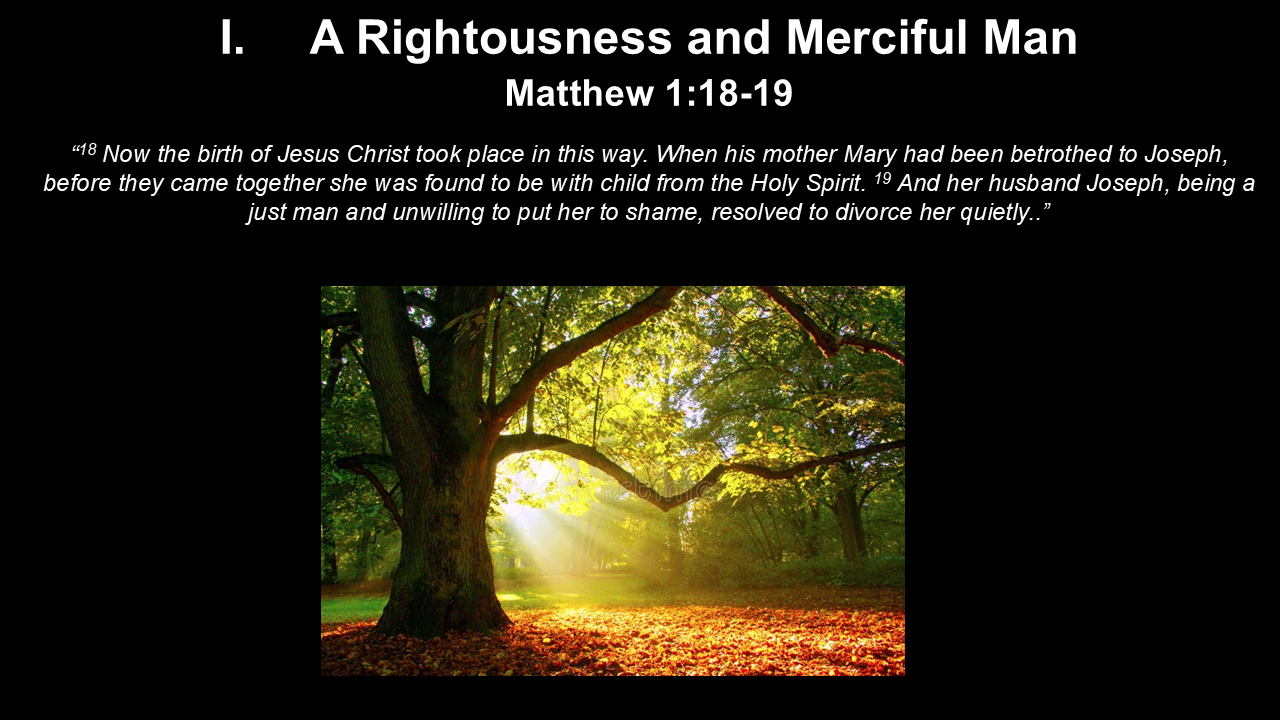 I. A Rightousness and Merciful Man
Matthew 1:18-19
“18 Now the birth of Jesus Christ took place in this way. When his mother Mary had been betrothed to Joseph,
before they came together she was found to be with child from the Holy Spirit. 19 And her husband Joseph, being a
just man and unwilling to put her to shame, resolved to divorce her quietly..”